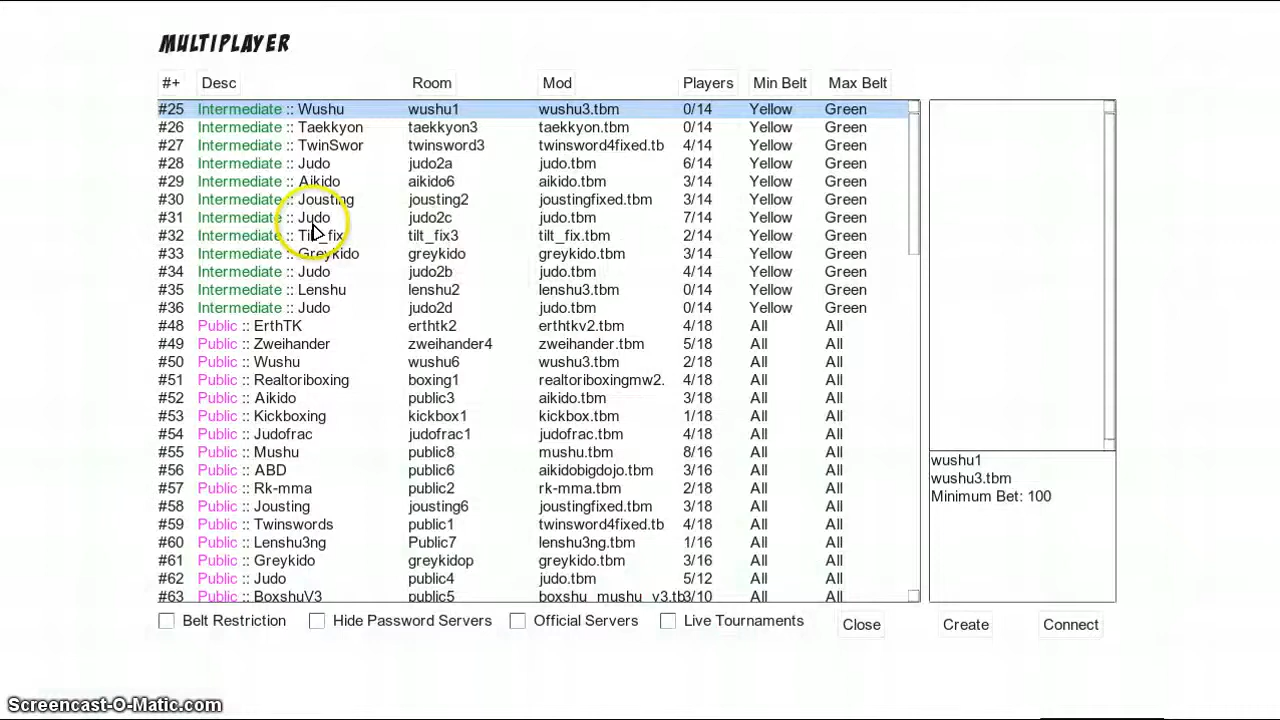 MULTIPLAYER
#+ Desc Room Mod Players Min Belt Max Belt
#25 Intermediate :: Wushu wushu1 wushu3.tbm 0/14 Yellow Green
#26 Intermediate :: Taekkyon taekkyon3 taekkyon.tbm 0/14 Yellow Green
#27 Intermediate :: TwinSwor twinsword3 twinsword4fixed.tb 4/14 Yellow Green
#28 Intermediate :: Judo judo2a judo.tbm 6/14 Yellow Green
#29 Intermediate :: Aikido aikido6 aikido.tbm 3/14 Yellow Green
#30 Intermediate :: Jousting jousting2 joustingfixed.tbm 3/14 Yellow Green
#31 Intermediate :: Judo judo2c judo.tbm 7/14 Yellow Green
#32 Intermediate :: Tilt_fix tilt_fix3 tilt_fix.tbm 2/14 Yellow Green
#33 Intermediate :: Greykido greykido greykido.tbm 3/14 Yellow Green
#34 Intermediate :: Judo judo2b judo.tbm 4/14 Yellow Green
#35 Intermediate :: Lenshu lenshu2 lenshu3.tbm 0/14 Yellow Green
#36 Intermediate :: Judo judo2d judo.tbm 0/14 Yellow Green
#48 Public :: ErthTK erthtk2 erthtkv2.tbm 4/18 All All
#49 Public :: Zweihander zweihander4 zweihander.tbm 5/18 All All
#50 Public :: Wushu wushu6 wushu3.tbm 2/18 All All
#51 Public :: Realtoriboxing boxing1 realtoriboxingmw2. 4/18 All All
#52 Public :: Aikido public3 aikido.tbm 3/18 All All
#53 Public :: Kickboxing kickbox1 kickbox.tbm 1/18 All All
#54 Public :: Judofrac judofrac1 judofrac.tbm 4/18 All All
#55 Public :: Mushu public8 mushu.tbm 8/16 All All
#56 Public :: ABD public6 aikidobigdojo.tbm 3/16 All All
#57 Public :: Rk-mma public2 rk-mma.tbm 2/18 All All
#58 Public :: Jousting jousting6 joustingfixed.tbm 3/18 All All
#59 Public :: Twinswords public1 twinsword4fixed.tb 4/18 All All
#60 Public :: Lenshu3ng Public7 lenshu3ng.tbm 1/16 All All
#61 Public :: Greykido greykidop greykido.tbm 3/16 All All
#62 Public :: Judo public4 judo.tbm 5/12 All All
#63 Public :: BoxshuV3 public5 boxshu_mushu_v3.tb 3/10 All All
wushu1
wushu3.tbm
Minimum Bet: 100
Belt Restriction Hide Password Servers Official Servers Live Tournaments Close Create Connect
Screencast-O-Matic.com